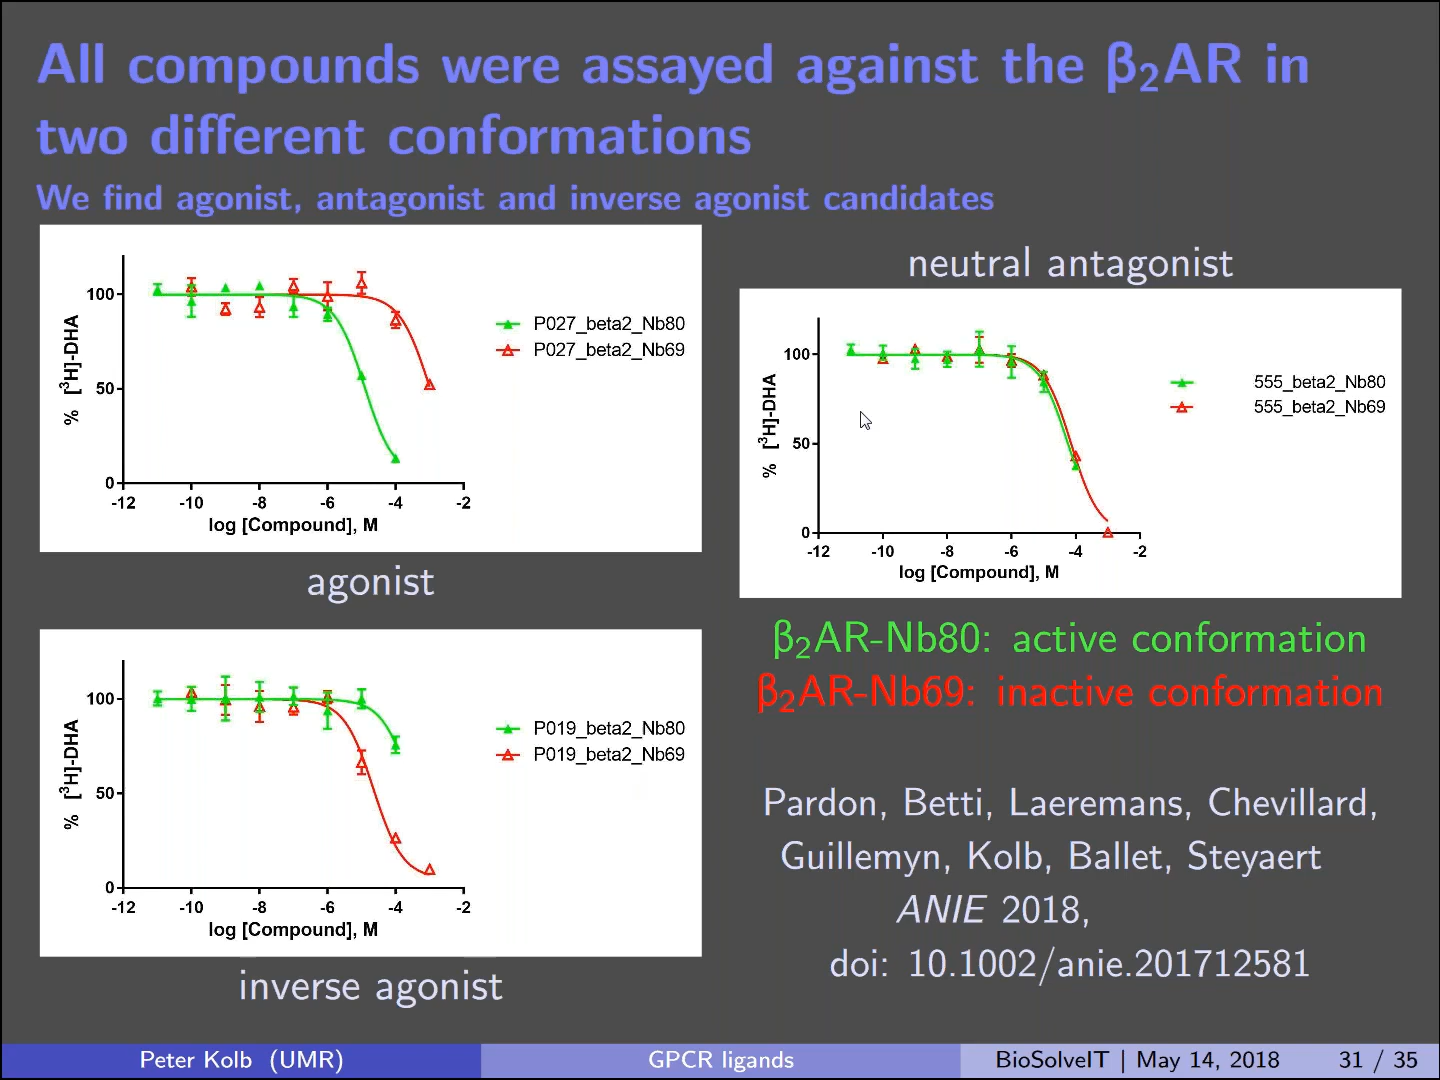 All compounds were assayed against the β₂AR in
two different conformations
We find agonist, antagonist and inverse agonist candidates
100
50
0
% [³H]-DHA
-12 -10 -8 -6 -4 -2
log [Compound], M
P027_beta2_Nb80
P027_beta2_Nb69
agonist
100
50
0
% [³H]-DHA
-12 -10 -8 -6 -4 -2
log [Compound], M
P019_beta2_Nb80
P019_beta2_Nb69
inverse agonist
neutral antagonist
100
50
0
% [³H]-DHA
-12 -10 -8 -6 -4 -2
log [Compound], M
555_beta2_Nb80
555_beta2_Nb69
β₂AR-Nb80: active conformation
β₂AR-Nb69: inactive conformation
Pardon, Betti, Laeremans, Chevillard,
Guillemyn, Kolb, Ballet, Steyaert
ANIE 2018,
doi: 10.1002/anie.201712581
Peter Kolb (UMR) GPCR ligands BioSolveIT | May 14, 2018 31 / 35